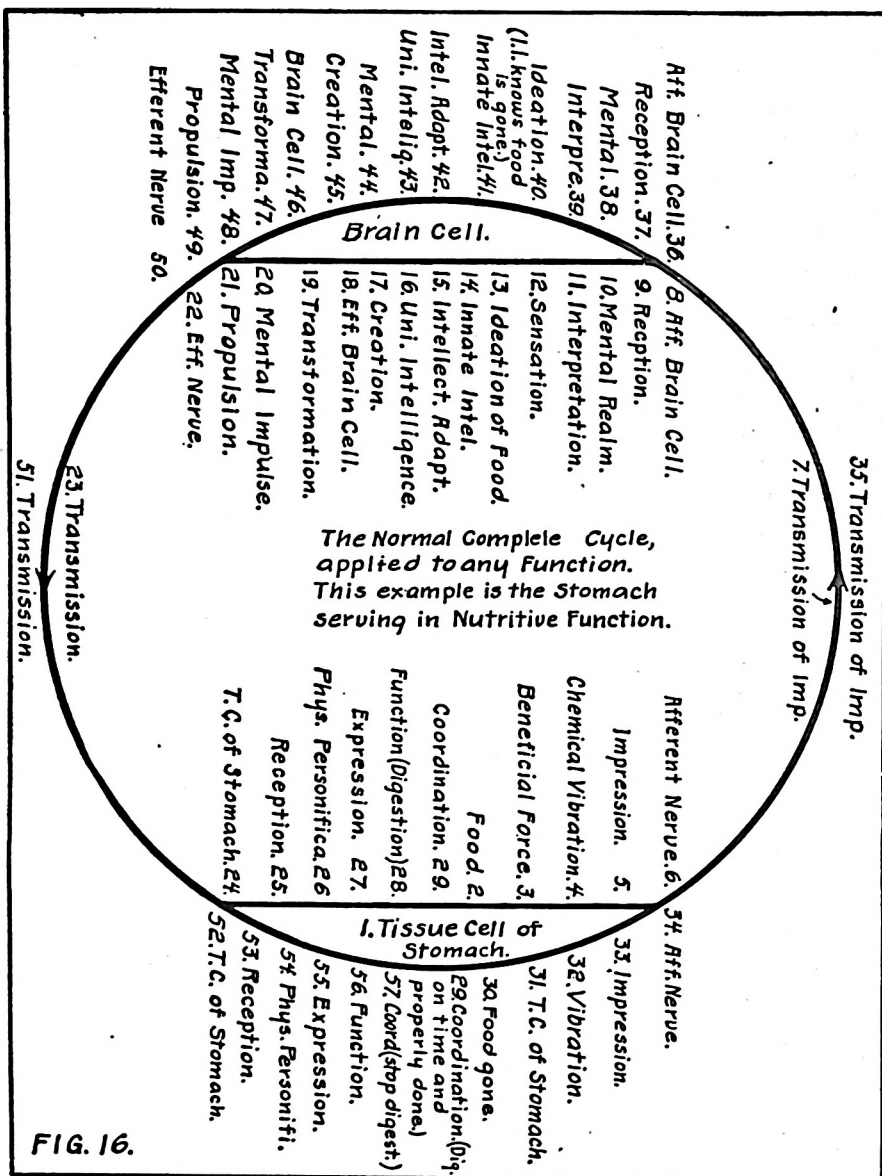 Aff. Brain Cell. 36.
Reception. 37.
Mental. 38.
Interpre. 39.
Ideation. 40.
(I.I. knows food
is gone.)
Innate Intel. 41.
Intel. Adapt. 42.
Uni. Intelig. 43.
Mental. 44.
Creation. 45.
Brain Cell. 46.
Transforma. 47.
Mental Imp. 48.
Propulsion. 49.
Efferent Nerve 50.
Brain Cell.
8. Aff. Brain Cell.
9. Recption.
10. Mental Realm.
11. Interpretation.
12. Sensation.
13. Ideation of Food.
14. Innate Intel.
15. Intellect. Adapt.
16. Uni. Intelligence.
17. Creation.
18. Eff. Brain Cell.
19. Transformation.
20. Mental Impulse.
21. Propulsion.
22. Eff. Nerve.
35. Transmission of Imp.
7. Transmission of Imp.
23. Transmission.
51. Transmission.
The Normal Complete Cycle,
applied to any Function.
This example is the Stomach
serving in Nutritive Function.
Afferent Nerve. 6.
Impression. 5.
Chemical Vibration. 4.
Beneficial Force. 3.
Food. 2.
Coordination. 29.
Function (Digestion) 28.
Expression. 27.
Phys. Personifica. 26
Reception. 25.
T.C. of Stomach. 24.
1. Tissue Cell of
Stomach.
34. Aff. Nerve.
33. Impression.
32. Vibration.
31. T.C. of Stomach.
30. Food gone.
29. Coordination. (Dig.
on time and
properly done.)
57. Coord (stop digest.)
56. Function.
55. Expression.
54. Phys. Personifi.
53. Reception.
52. T.C. of Stomach.
FIG. 16.